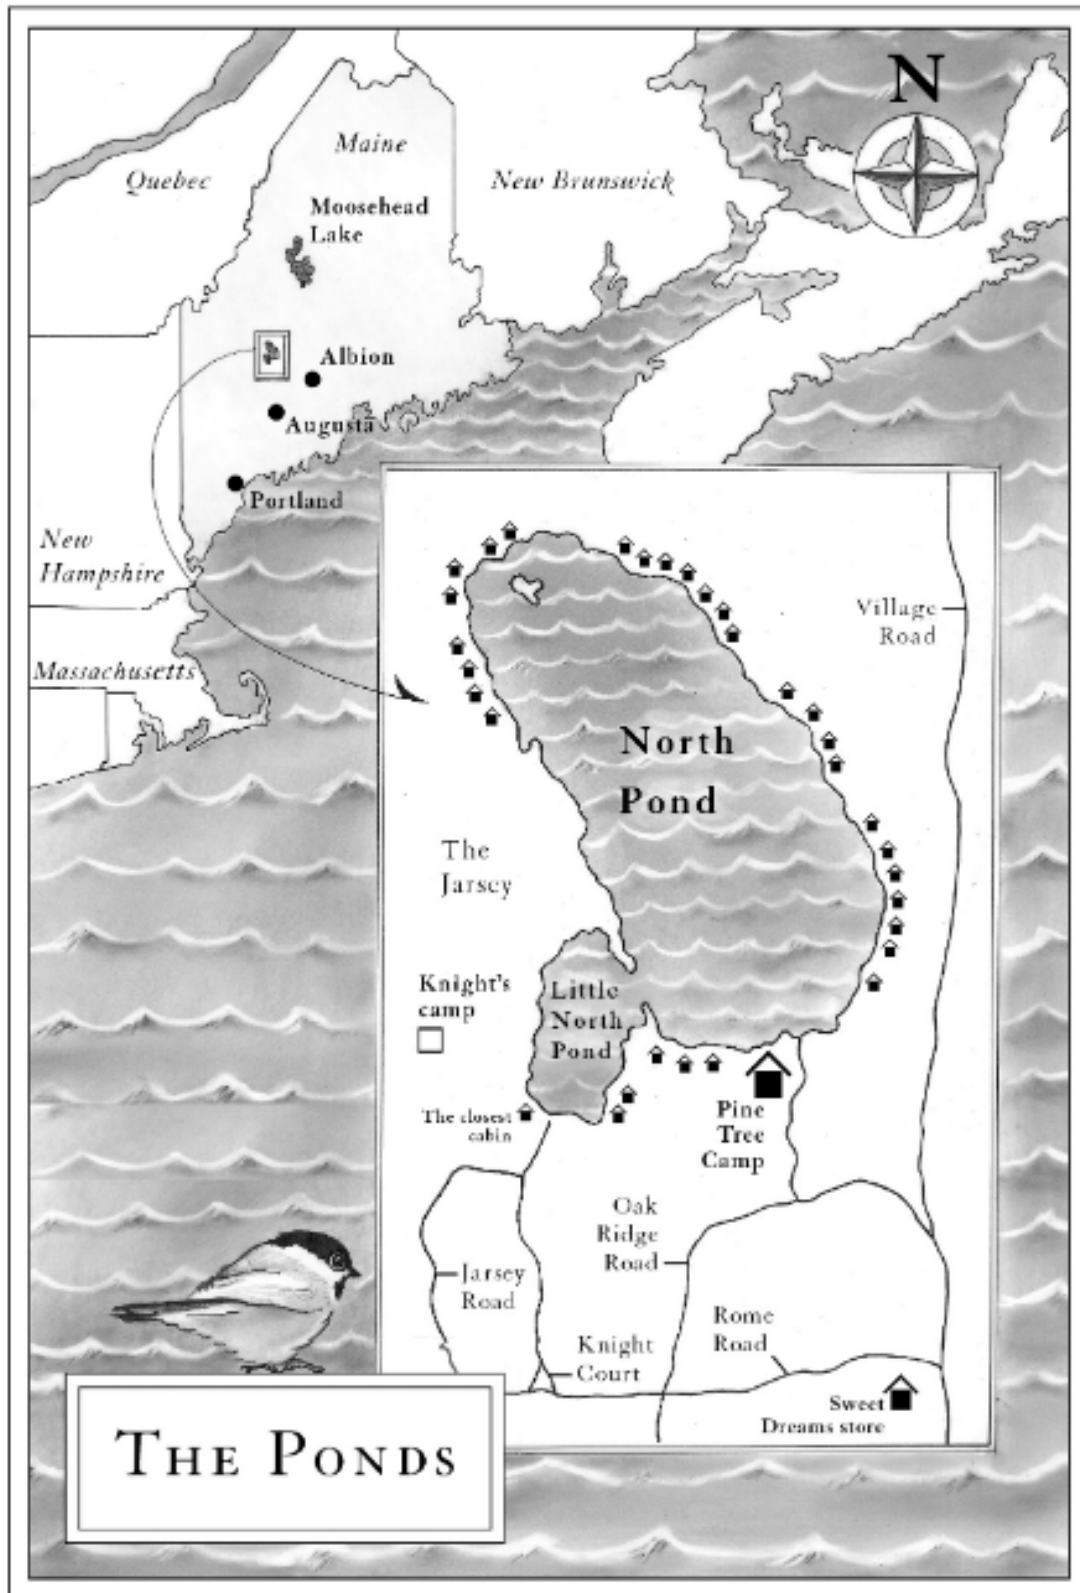 N
Maine
Quebec
New Brunswick
Moosehead
Lake
Albion
Augusta
Portland
New
Hampshire
Massachusetts
Village
Road
North
Pond
The
Jarsey
Knight's
camp
Little
North
Pond
The closest
cabin
Pine
Tree
Camp
Oak
Ridge
Road
Jarsey
Road
Rome
Road
Knight
Court
Sweet
Dreams store
THE PONDS